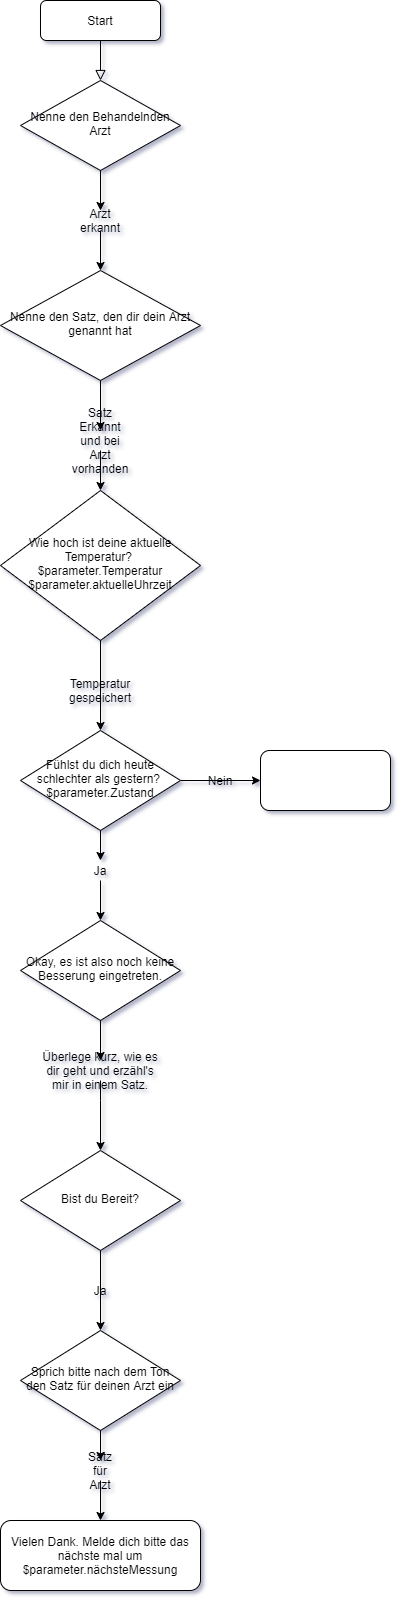 Start
Nenne den Behandelnden
Arzt
Arzt
erkannt
Nenne den Satz, den dir dein Arzt
genannt hat
Satz
Erkannt
und bei
Arzt
vorhanden
Wie hoch ist deine aktuelle
Temperatur?
$parameter.Temperatur
$parameter.aktuelleUhrzeit
Temperatur
gespeichert
Fühlst du dich heute
schlechter als gestern?
$parameter.Zustand
Nein
Ja
Okay, es ist also noch keine
Besserung eingetreten.
Überlege kurz, wie es
dir geht und erzähl's
mir in einem Satz.
Bist du Bereit?
Ja
Sprich bitte nach dem Ton
den Satz für deinen Arzt ein
Satz
für
Arzt
Vielen Dank. Melde dich bitte das
nächste mal um
$parameter.nächsteMessung